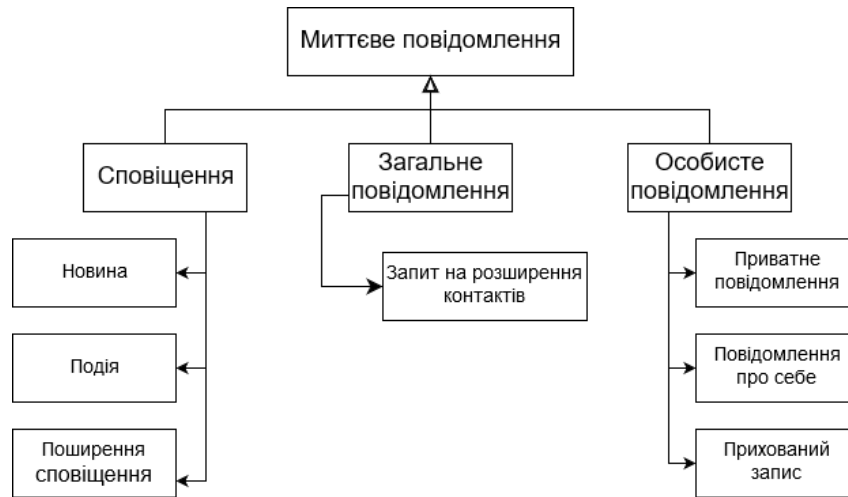 Миттєве повідомлення
Сповіщення
Загальне
повідомлення
Особисте
повідомлення
Новина
Подія
Поширення
сповіщення
Запит на розширення
контактів
Приватне
повідомлення
Повідомлення
про себе
Прихований
запис